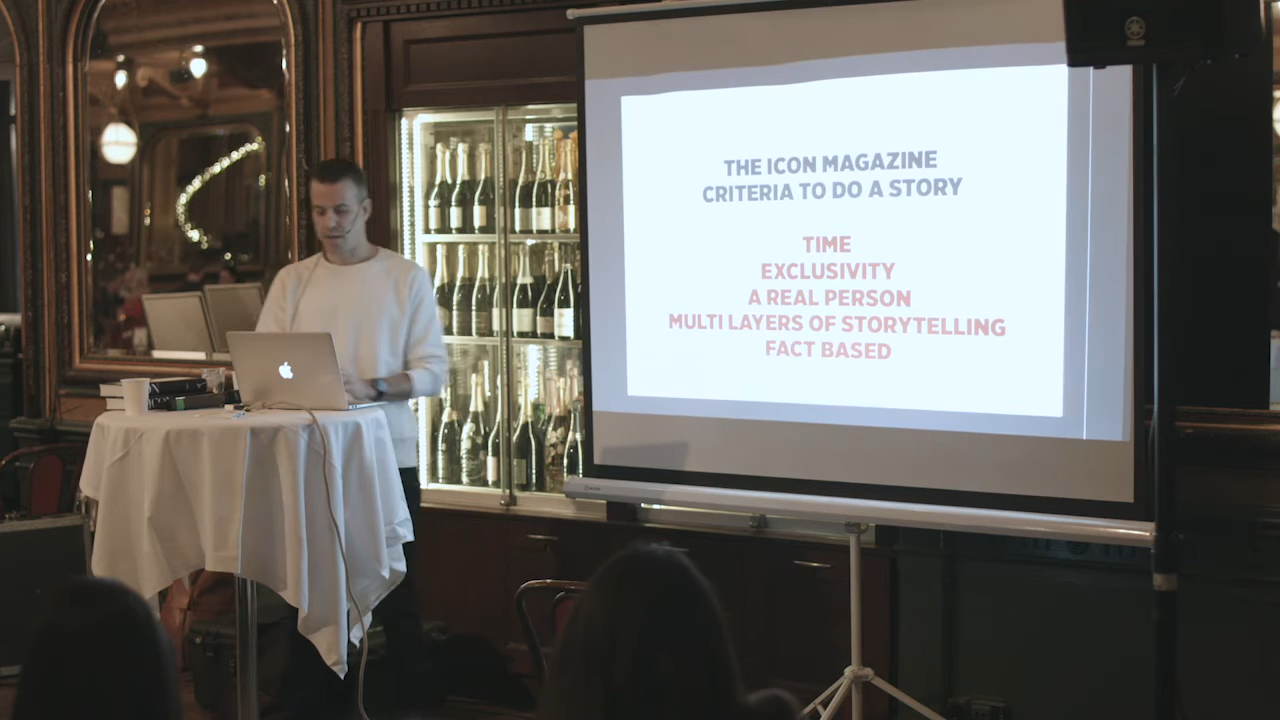 THE ICON MAGAZINE
CRITERIA TO DO A STORY
TIME
EXCLUSIVITY
A REAL PERSON
MULTI LAYERS OF STORYTELLING
FACT BASED